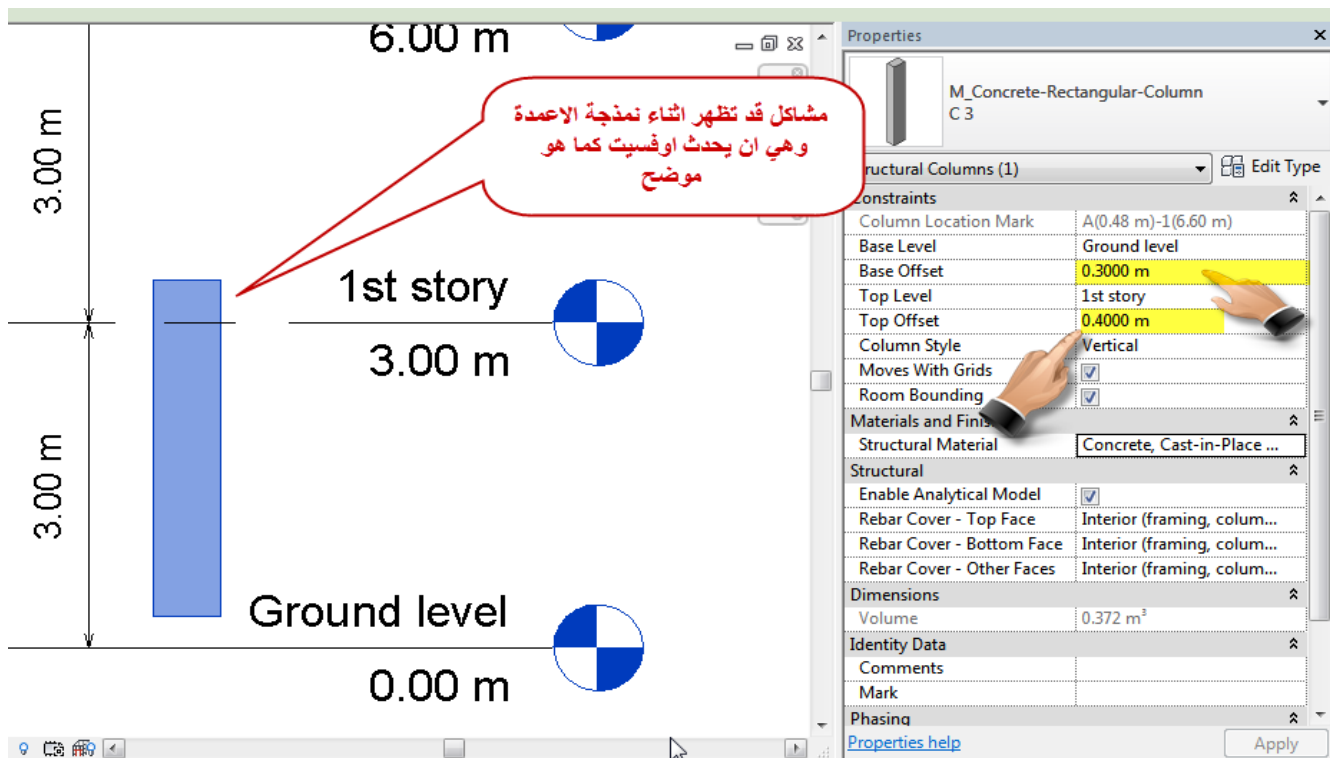 6.00 m
3.00 m
مشاكل قد تظهر اثناء نمذجة الاعمدة
وهي ان يحدث اوفسيت كما هو
موضح
1st story
3.00 m
3.00 m
Ground level
0.00 m
Properties
M_Concrete-Rectangular-Column
C 3
ructural Columns (1)
Edit Type
onstraints
Column Location Mark A(0.48 m)-1(6.60 m)
Base Level Ground level
Base Offset 0.3000 m
Top Level 1st story
Top Offset 0.4000 m
Column Style Vertical
Moves With Grids
Room Bounding
Materials and Finis
Structural Material Concrete, Cast-in-Place ...
Structural
Enable Analytical Model
Rebar Cover - Top Face Interior (framing, colum...
Rebar Cover - Bottom Face Interior (framing, colum...
Rebar Cover - Other Faces Interior (framing, colum...
Dimensions
Volume 0.372 m³
Identity Data
Comments
Mark
Phasing
Properties help
Apply